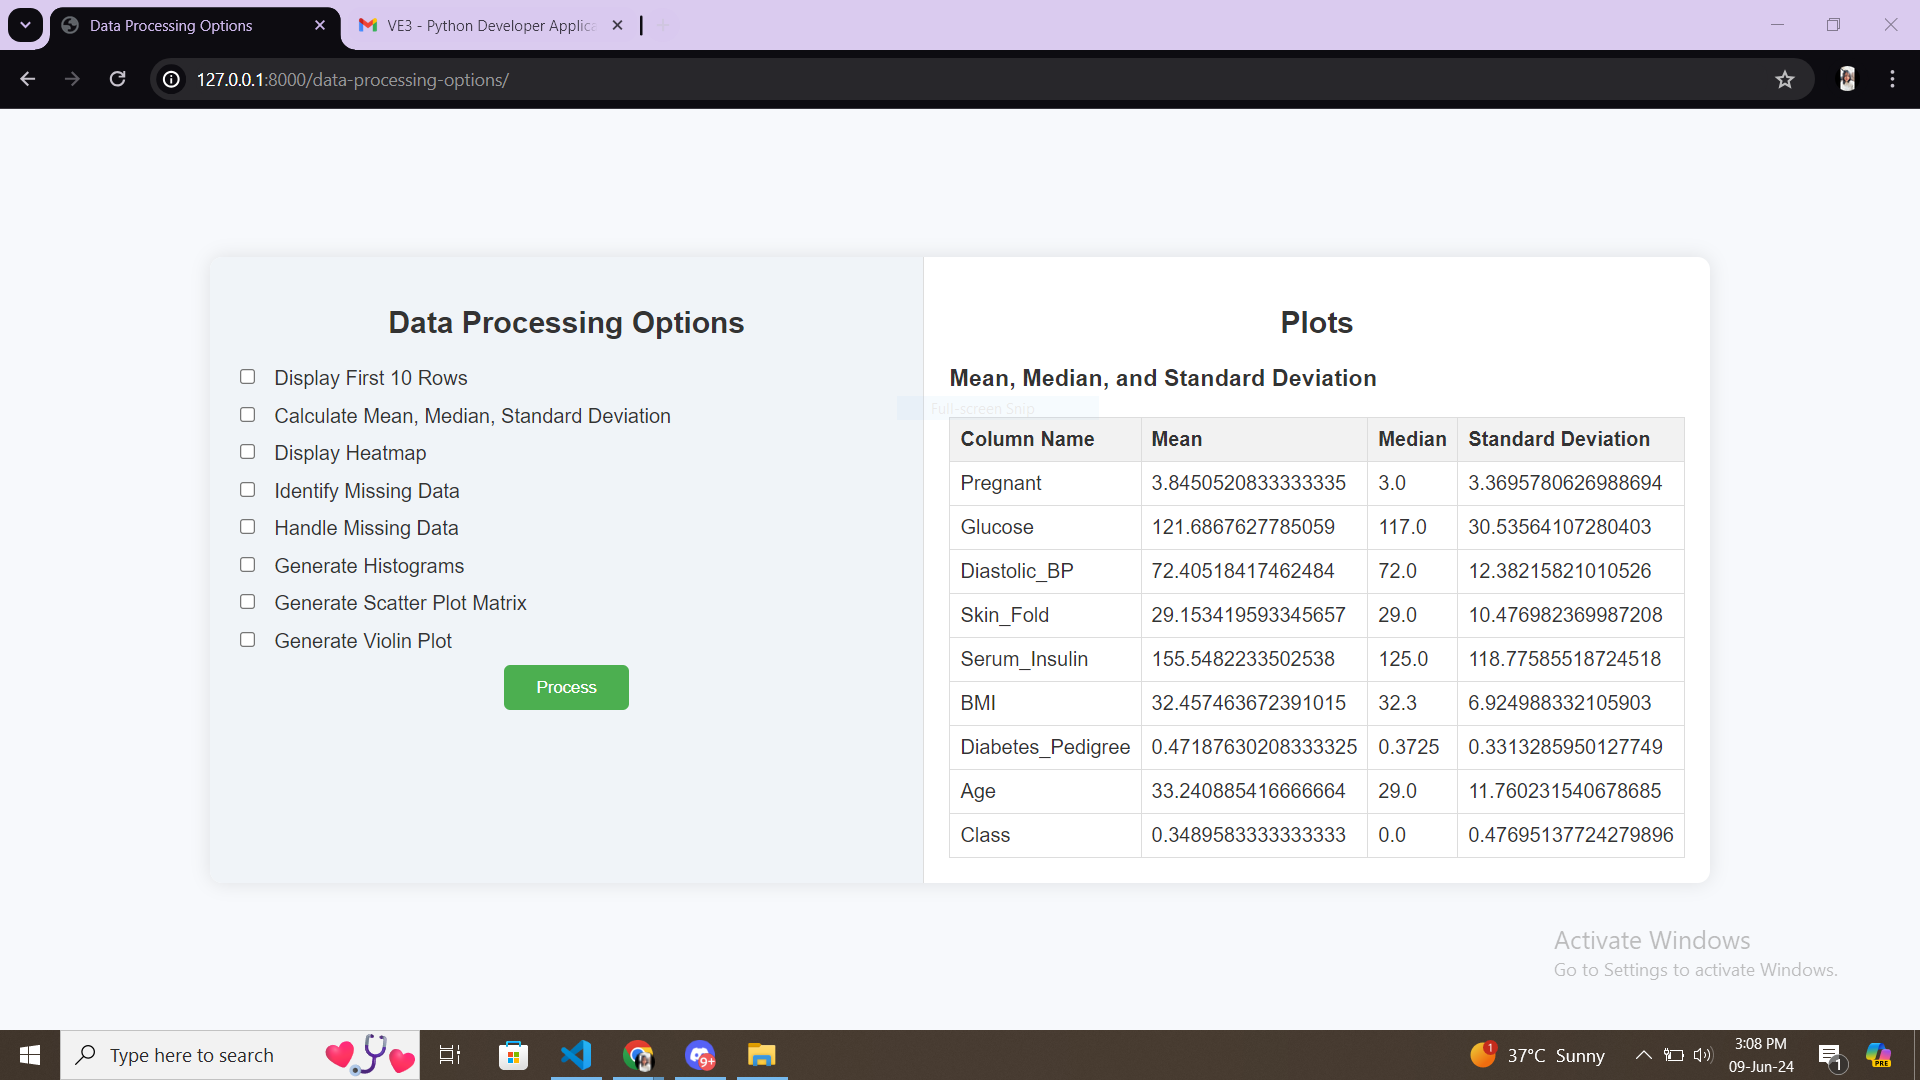 Data Processing Options
VE3 - Python Developer Applica
127.0.0.1:8000/data-processing-options/
Data Processing Options
Display First 10 Rows
Calculate Mean, Median, Standard Deviation
Display Heatmap
Identify Missing Data
Handle Missing Data
Generate Histograms
Generate Scatter Plot Matrix
Generate Violin Plot
Process
Plots
Mean, Median, and Standard Deviation
Full-screen Snip
Column Name Mean Median Standard Deviation
Pregnant 3.8450520833333335 3.0 3.3695780626988694
Glucose 121.6867627785059 117.0 30.53564107280403
Diastolic_BP 72.40518417462484 72.0 12.38215821010526
Skin_Fold 29.153419593345657 29.0 10.476982369987208
Serum_Insulin 155.5482233502538 125.0 118.77585518724518
BMI 32.457463672391015 32.3 6.924988332105903
Diabetes_Pedigree 0.47187630208333325 0.3725 0.3313285950127749
Age 33.240885416666664 29.0 11.760231540678685
Class 0.3489583333333333 0.0 0.47695137724279896
Activate Windows
Go to Settings to activate Windows.
Type here to search
9+
1
37°C Sunny
3:08 PM
09-Jun-24
1
PRE